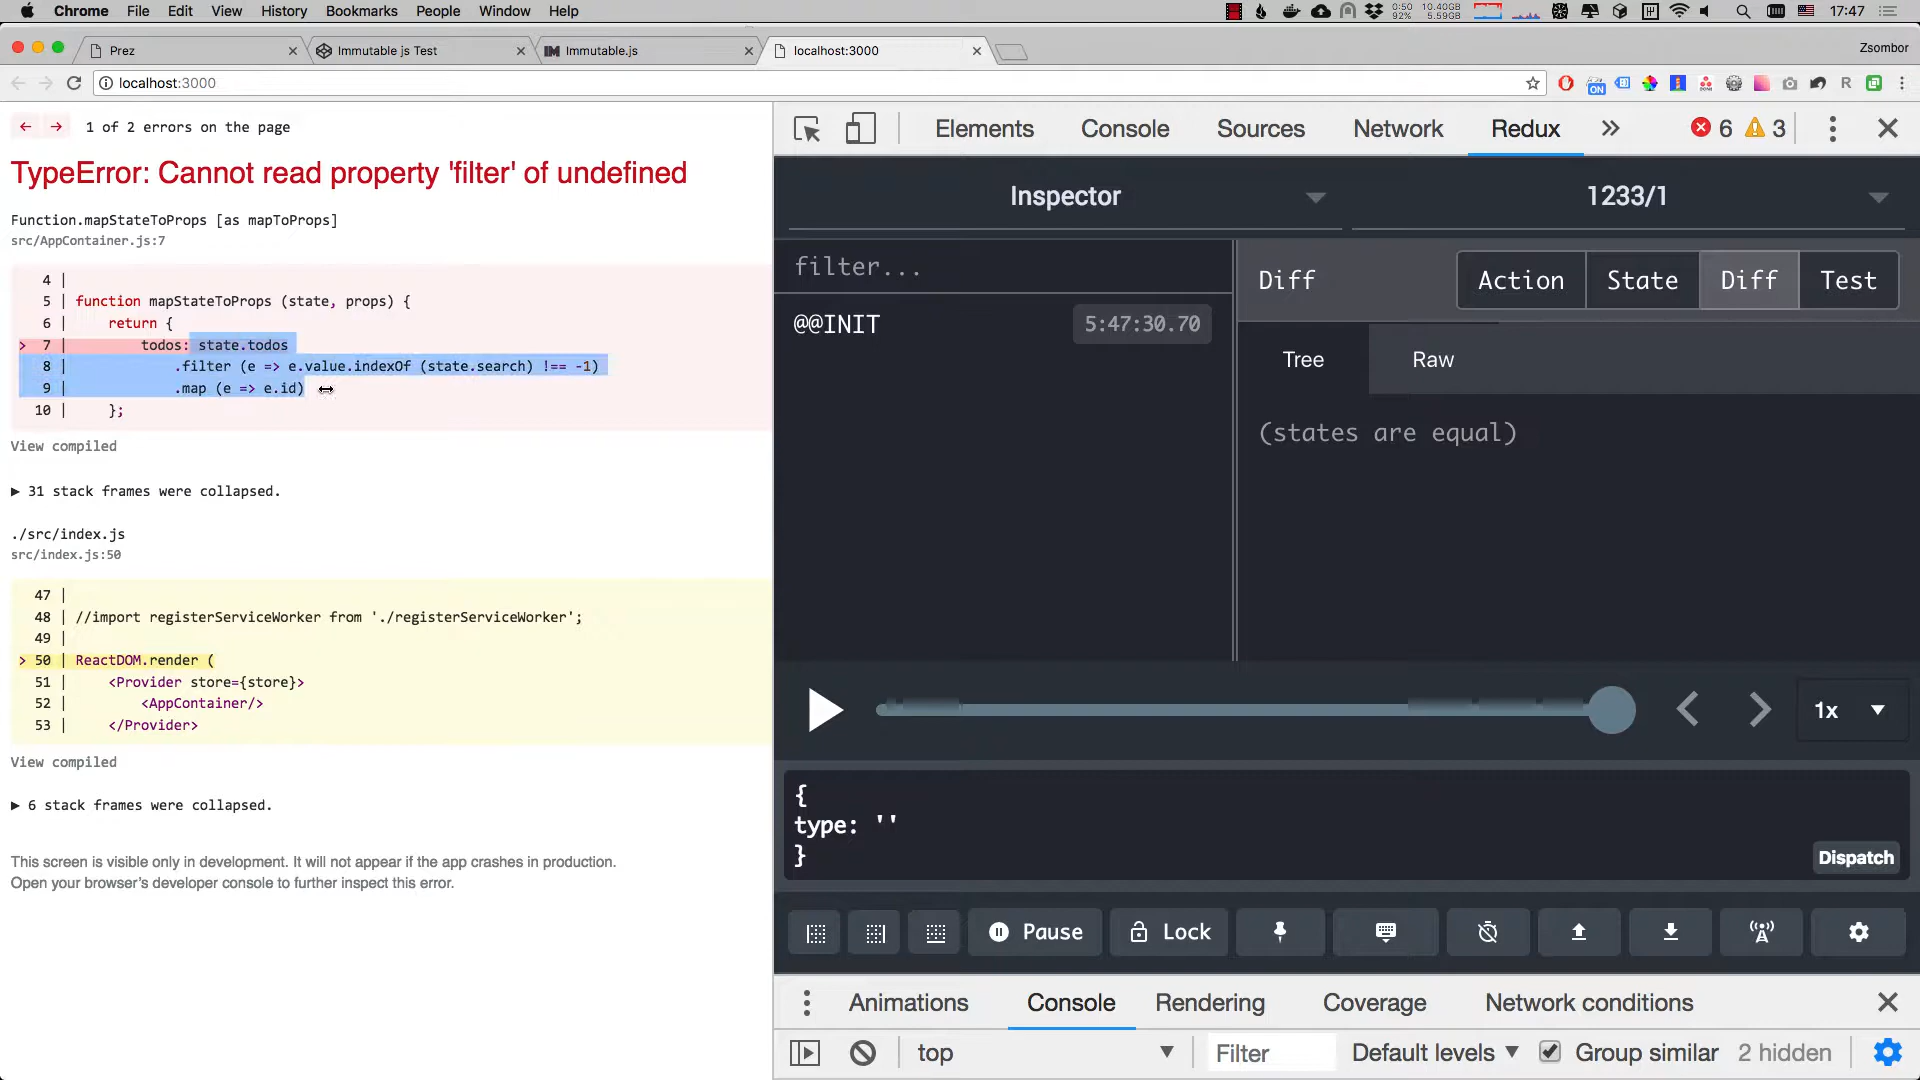 Chrome File Edit View History Bookmarks People Window Help
0:50 92% 10.40GB 5.59GB 17:47
Prez
Immutable js Test
Immutable.js
localhost:3000
Zsombor
localhost:3000
ON
1 of 2 errors on the page
TypeError: Cannot read property 'filter' of undefined
Function.mapStateToProps [as mapToProps]
src/AppContainer.js:7
4 |
5 | function mapStateToProps (state, props) {
6 | return {
> 7 | todos: state.todos
8 | .filter (e => e.value.indexOf (state.search) !== -1)
9 | .map (e => e.id)
10 | };
View compiled
▶ 31 stack frames were collapsed.
./src/index.js
src/index.js:50
47 |
48 | //import registerServiceWorker from './registerServiceWorker';
49 |
> 50 | ReactDOM.render (
51 | <Provider store={store}>
52 | <AppContainer/>
53 | </Provider>
View compiled
▶ 6 stack frames were collapsed.
This screen is visible only in development. It will not appear if the app crashes in production.
Open your browser's developer console to further inspect this error.
Elements Console Sources Network Redux » 6 3
Inspector 1233/1
filter...
@@INIT 5:47:30.70
Diff Action State Diff Test
Tree Raw
(states are equal)
1x
{
type: ''
}
Dispatch
Pause Lock
Animations Console Rendering Coverage Network conditions
top Filter Default levels Group similar 2 hidden